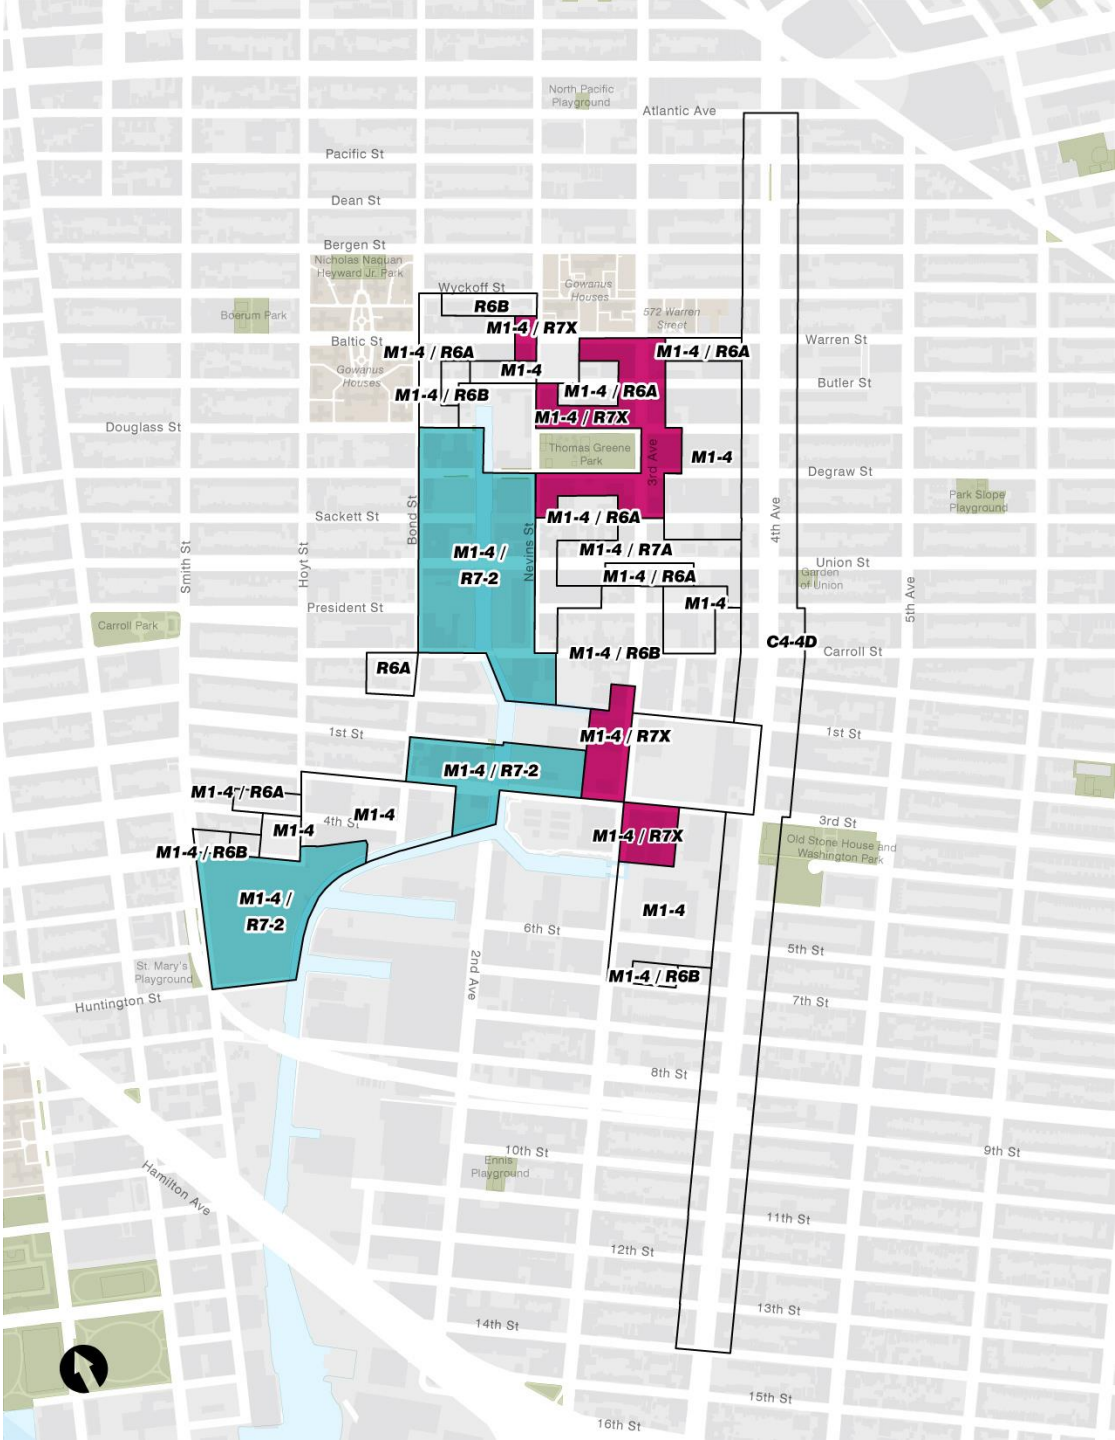 North Pacific
Playground
Atlantic Ave
Pacific St
Dean St
Bergen St
Nicholas Naquan
Heyward Jr. Park
Wyckoff St
Gowanus
Houses
R6B
Boerum Park
572 Warren
Street
M1-4 / R7X
Baltic St
Warren St
M1-4 / R6A
M1-4 / R6A
Gowanus
Houses
M1-4
Butler St
M1-4 / R6B
M1-4 / R6A
M1-4 / R7X
Douglass St
Thomas Greene
Park
3rd Ave
M1-4
Degraw St
Park Slope
Playground
Bond St
Sackett St
M1-4 / R6A
4th Ave
Nevins St
M1-4 /
R7-2
M1-4 / R7A
Smith St
Hoyt St
Union St
M1-4 / R6A
Garden
of Union
5th Ave
President St
M1-4
Carroll Park
C4-4D
M1-4 / R6B
Carroll St
R6A
1st St
M1-4 / R7X
1st St
M1-4 / R7-2
M1-4 / R6A
M1-4
4th St
M1-4
3rd St
M1-4 / R7X
Old Stone House and
Washington Park
M1-4 / R6B
M1-4 /
R7-2
M1-4
6th St
5th St
St. Mary's
Playground
2nd Ave
M1-4 / R6B
Huntington St
7th St
8th St
10th St
9th St
Ennis
Playground
Hamilton Ave
11th St
12th St
13th St
14th St
15th St
16th St